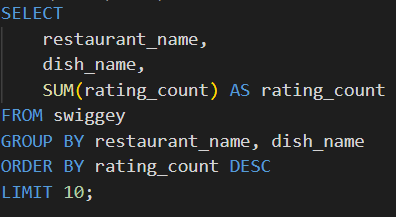 SELECT
    restaurant_name,
    dish_name,
    SUM(rating_count) AS rating_count
FROM swiggey
GROUP BY restaurant_name, dish_name
ORDER BY rating_count DESC
LIMIT 10;